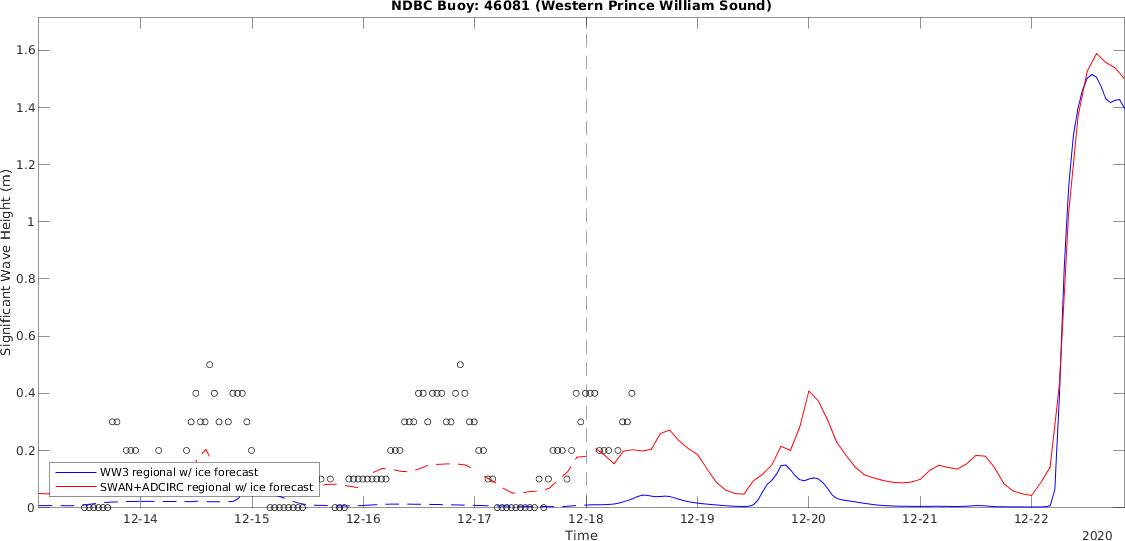 NDBC Buoy: 46081 (Western Prince William Sound)
Significant Wave Height (m)
1.6
1.4
1.2
1
0.8
0.6
0.4
0.2
0
WW3 regional w/ ice forecast
SWAN+ADCIRC regional w/ ice forecast
12-14 12-15 12-16 12-17 12-18 12-19 12-20 12-21 12-22
Time
2020